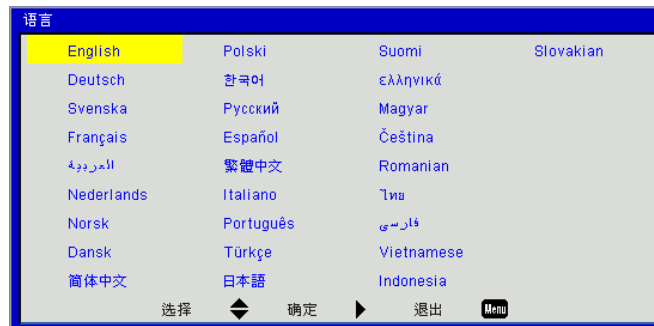 语言
English Polski Suomi Slovakian
Deutsch 한국어 ελληνικά
Svenska Русский Magyar
Français Español Čeština
العربية 繁體中文 Romanian
Nederlands Italiano ไทย
Norsk Português فارسی
Dansk Türkçe Vietnamese
简体中文 日本語 Indonesia
选择 确定 退出 Menu